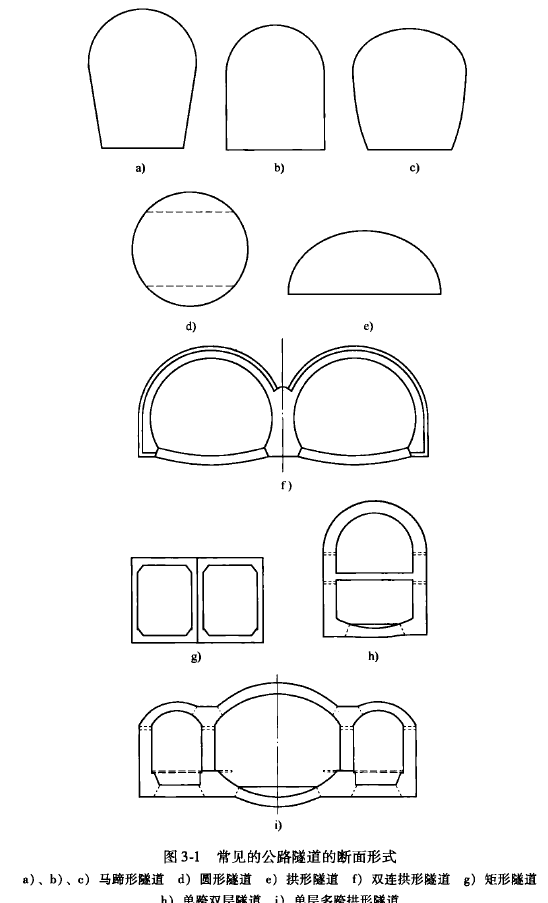 a)
b)
c)
d)
e)
f)
g)
h)
i)
图 3-1 常见的公路隧道的断面形式
a)、b)、c) 马蹄形隧道 d) 圆形隧道 e) 拱形隧道 f) 双连拱形隧道 g) 矩形隧道
h) 单跨双层隧道 i) 单层多跨拱形隧道